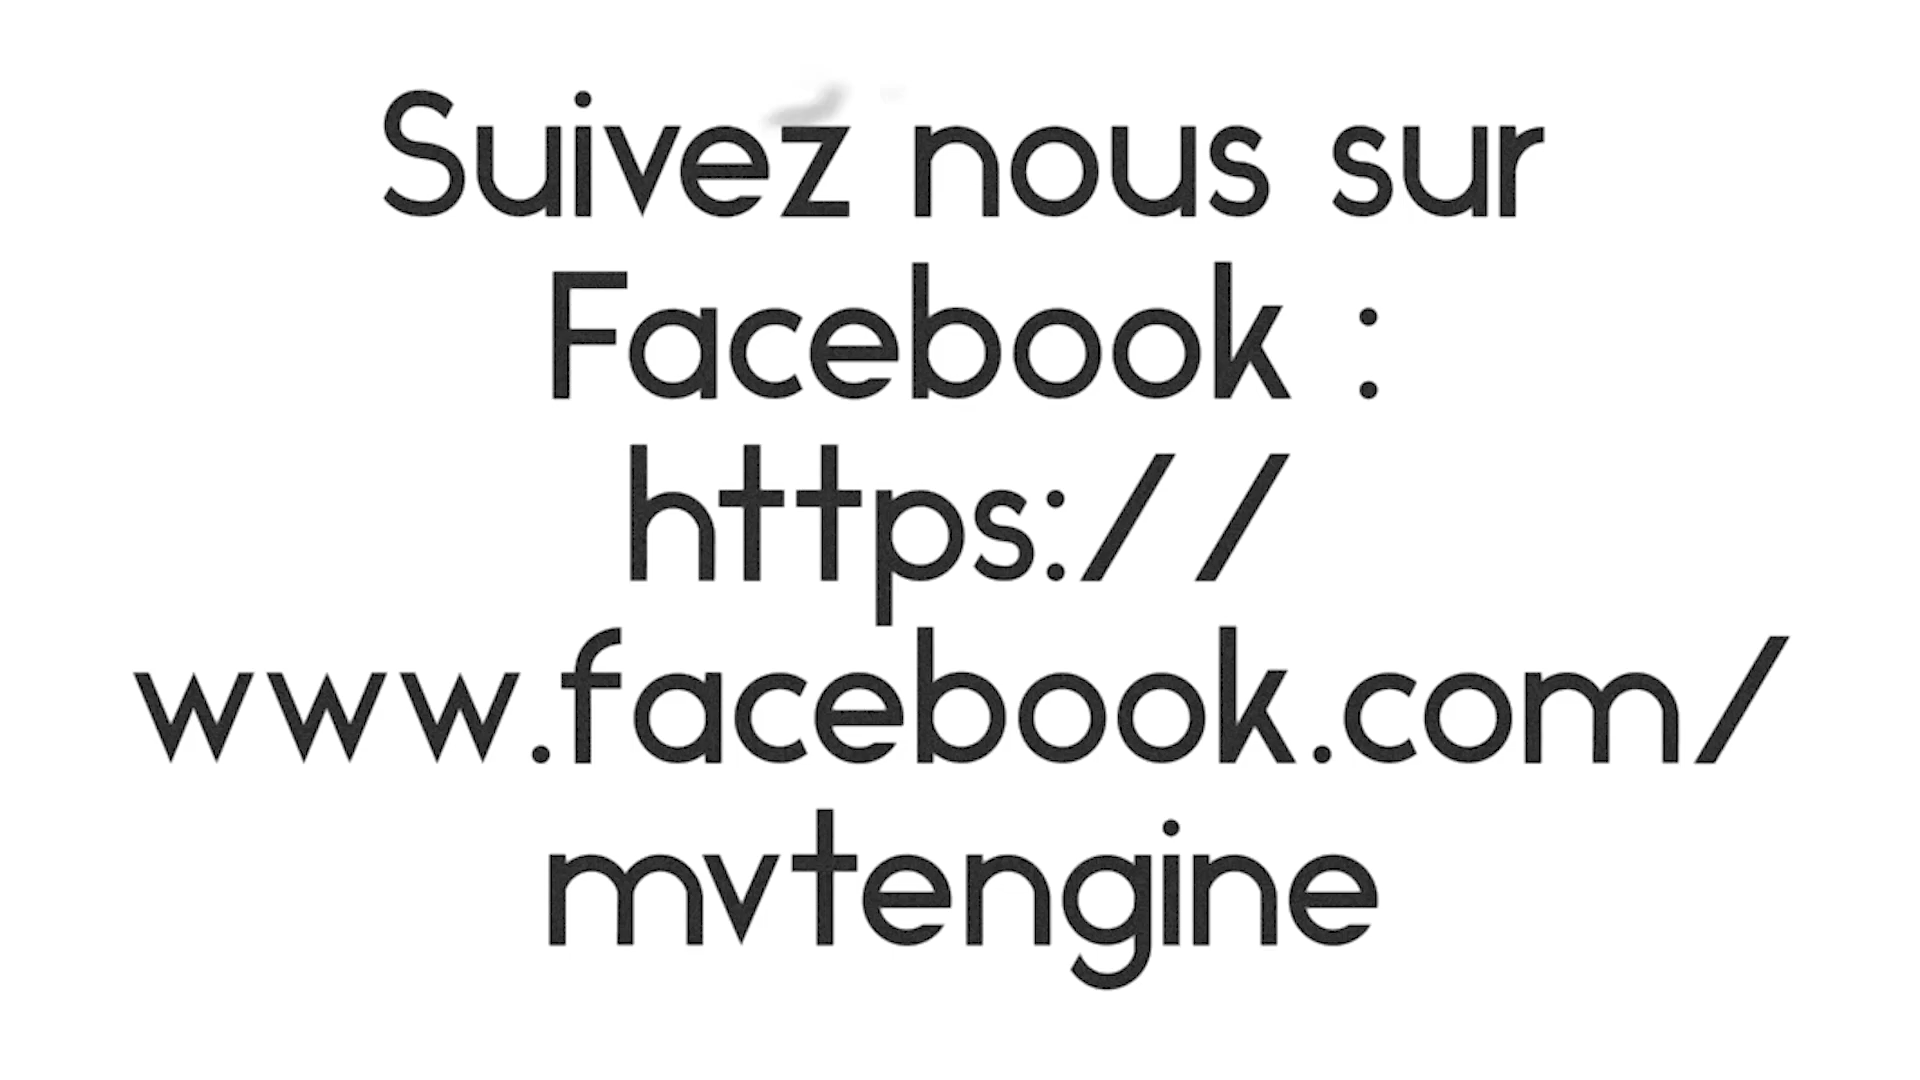 Suivez nous sur
Facebook :
https://
www.facebook.com/
mvtengine